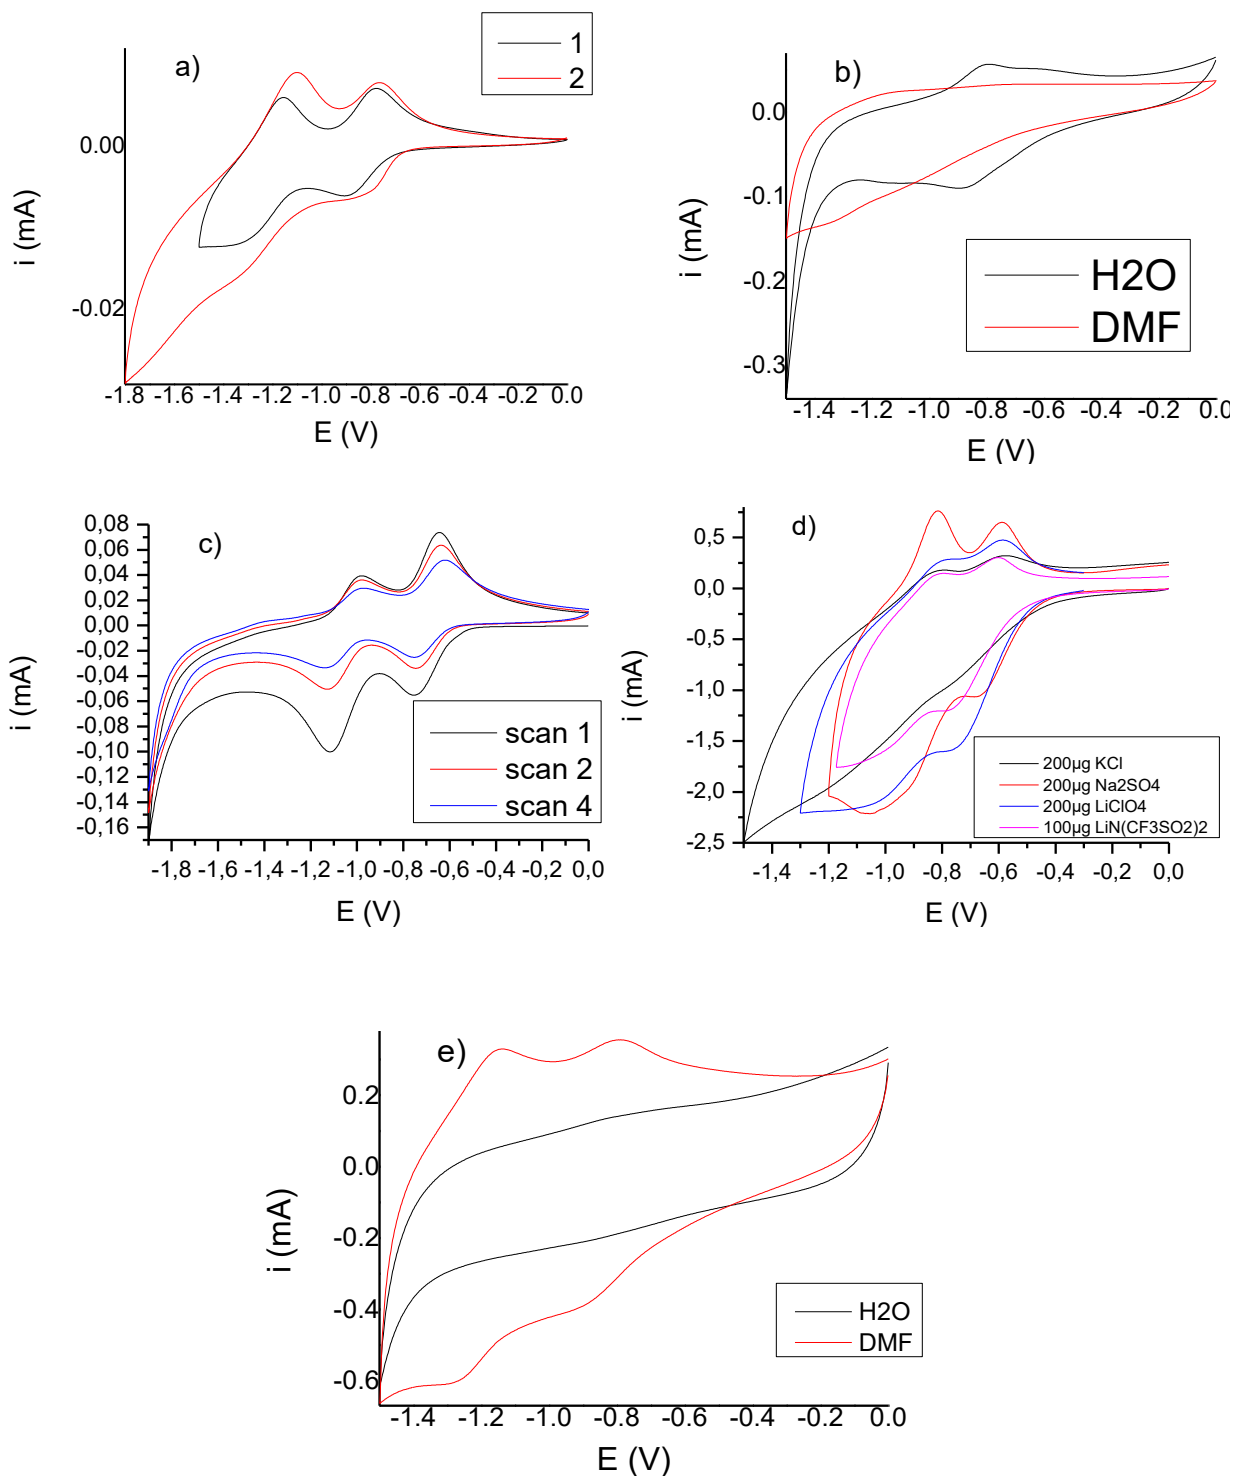 a)
1
2
0.00
-0.02
i (mA)
-1.8 -1.6 -1.4 -1.2 -1.0 -0.8 -0.6 -0.4 -0.2 0.0
E (V)
b)
0.0
-0.1
-0.2
-0.3
i (mA)
H2O
DMF
-1.4 -1.2 -1.0 -0.8 -0.6 -0.4 -0.2 0.0
E (V)
c)
0,08
0,06
0,04
0,02
0,00
-0,02
-0,04
-0,06
-0,08
-0,10
-0,12
-0,14
-0,16
i (mA)
scan 1
scan 2
scan 4
-1,8 -1,6 -1,4 -1,2 -1,0 -0,8 -0,6 -0,4 -0,2 0,0
E (V)
d)
0,5
0,0
-0,5
-1,0
-1,5
-2,0
-2,5
i (mA)
200µg KCl
200µg Na2SO4
200µg LiClO4
100µg LiN(CF3SO2)2
-1,4 -1,2 -1,0 -0,8 -0,6 -0,4 -0,2 0,0
E (V)
e)
0.2
0.0
-0.2
-0.4
-0.6
i (mA)
H2O
DMF
-1.4 -1.2 -1.0 -0.8 -0.6 -0.4 -0.2 0.0
E (V)